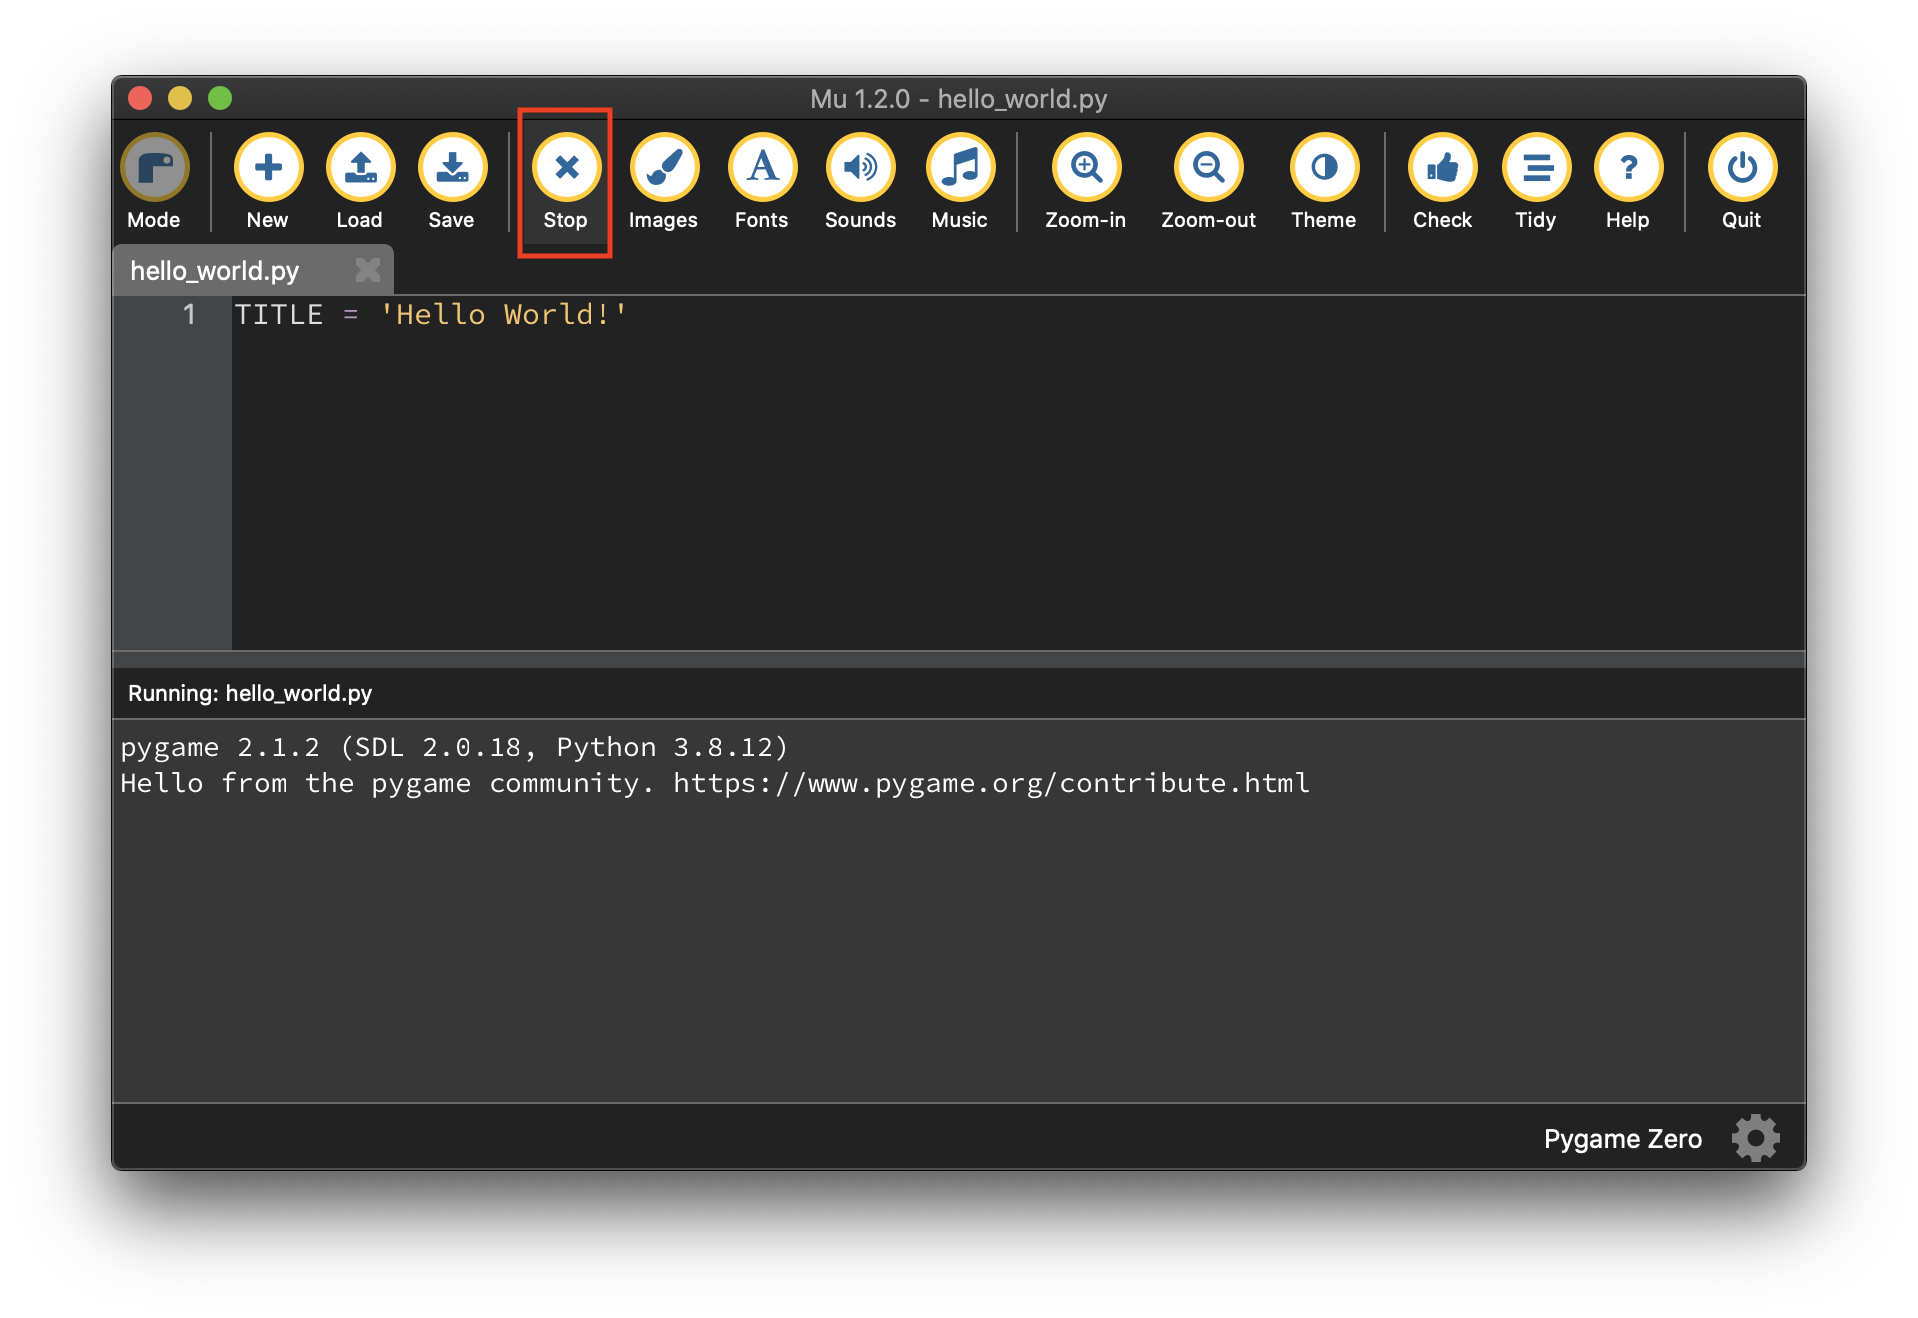 Mu 1.2.0 - hello_world.py
Mode New Load Save Stop Images Fonts Sounds Music Zoom-in Zoom-out Theme Check Tidy Help Quit
hello_world.py
1 TITLE = 'Hello World!'
Running: hello_world.py
pygame 2.1.2 (SDL 2.0.18, Python 3.8.12)
Hello from the pygame community. https://www.pygame.org/contribute.html
Pygame Zero